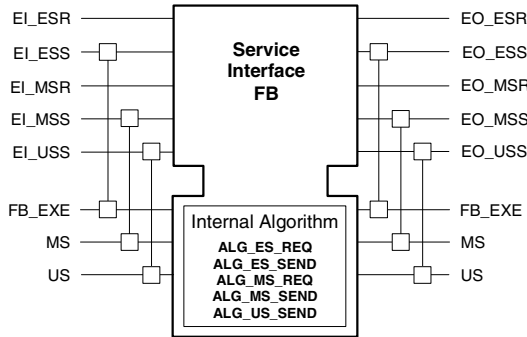 EI_ESR
EI_ESS
EI_MSR
EI_MSS
EI_USS
FB_EXE
MS
US
Service
Interface
FB
Internal Algorithm
ALG_ES_REQ
ALG_ES_SEND
ALG_MS_REQ
ALG_MS_SEND
ALG_US_SEND
EO_ESR
EO_ESS
EO_MSR
EO_MSS
EO_USS
FB_EXE
MS
US